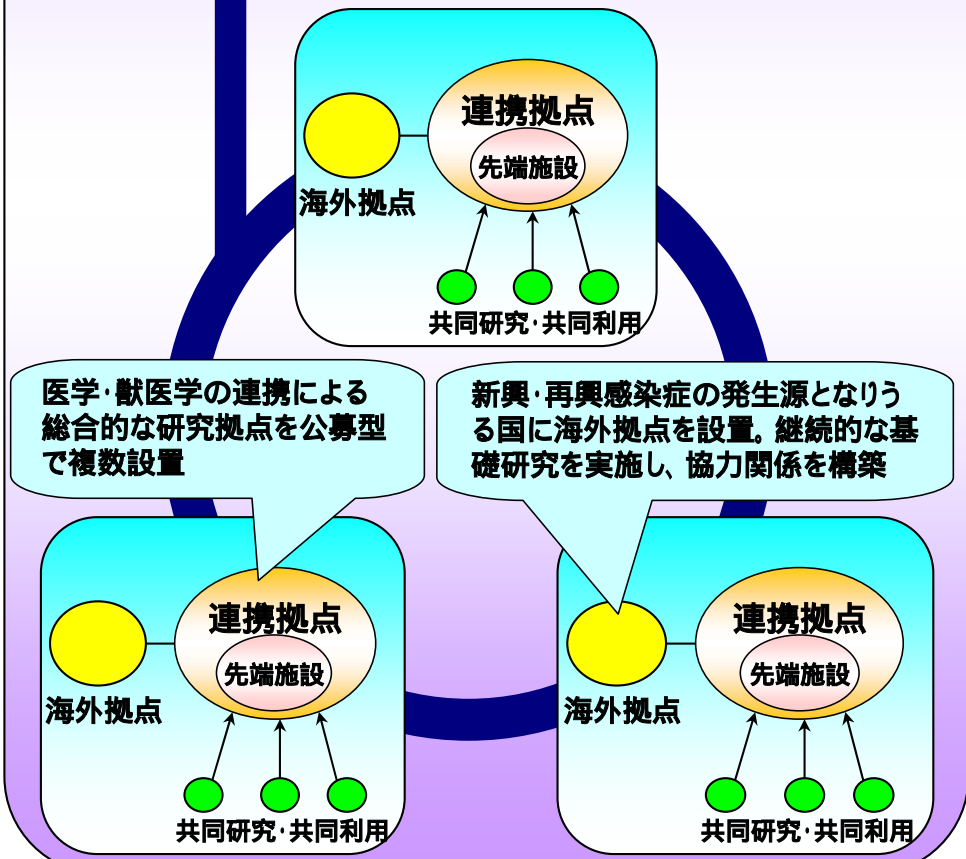 連携拠点
先端施設
海外拠点
共同研究・共同利用
医学・獣医学の連携による
総合的な研究拠点を公募型
で複数設置
新興・再興感染症の発生源となりう
る国に海外拠点を設置。継続的な基
礎研究を実施し、協力関係を構築
連携拠点
先端施設
海外拠点
共同研究・共同利用
連携拠点
先端施設
海外拠点
共同研究・共同利用